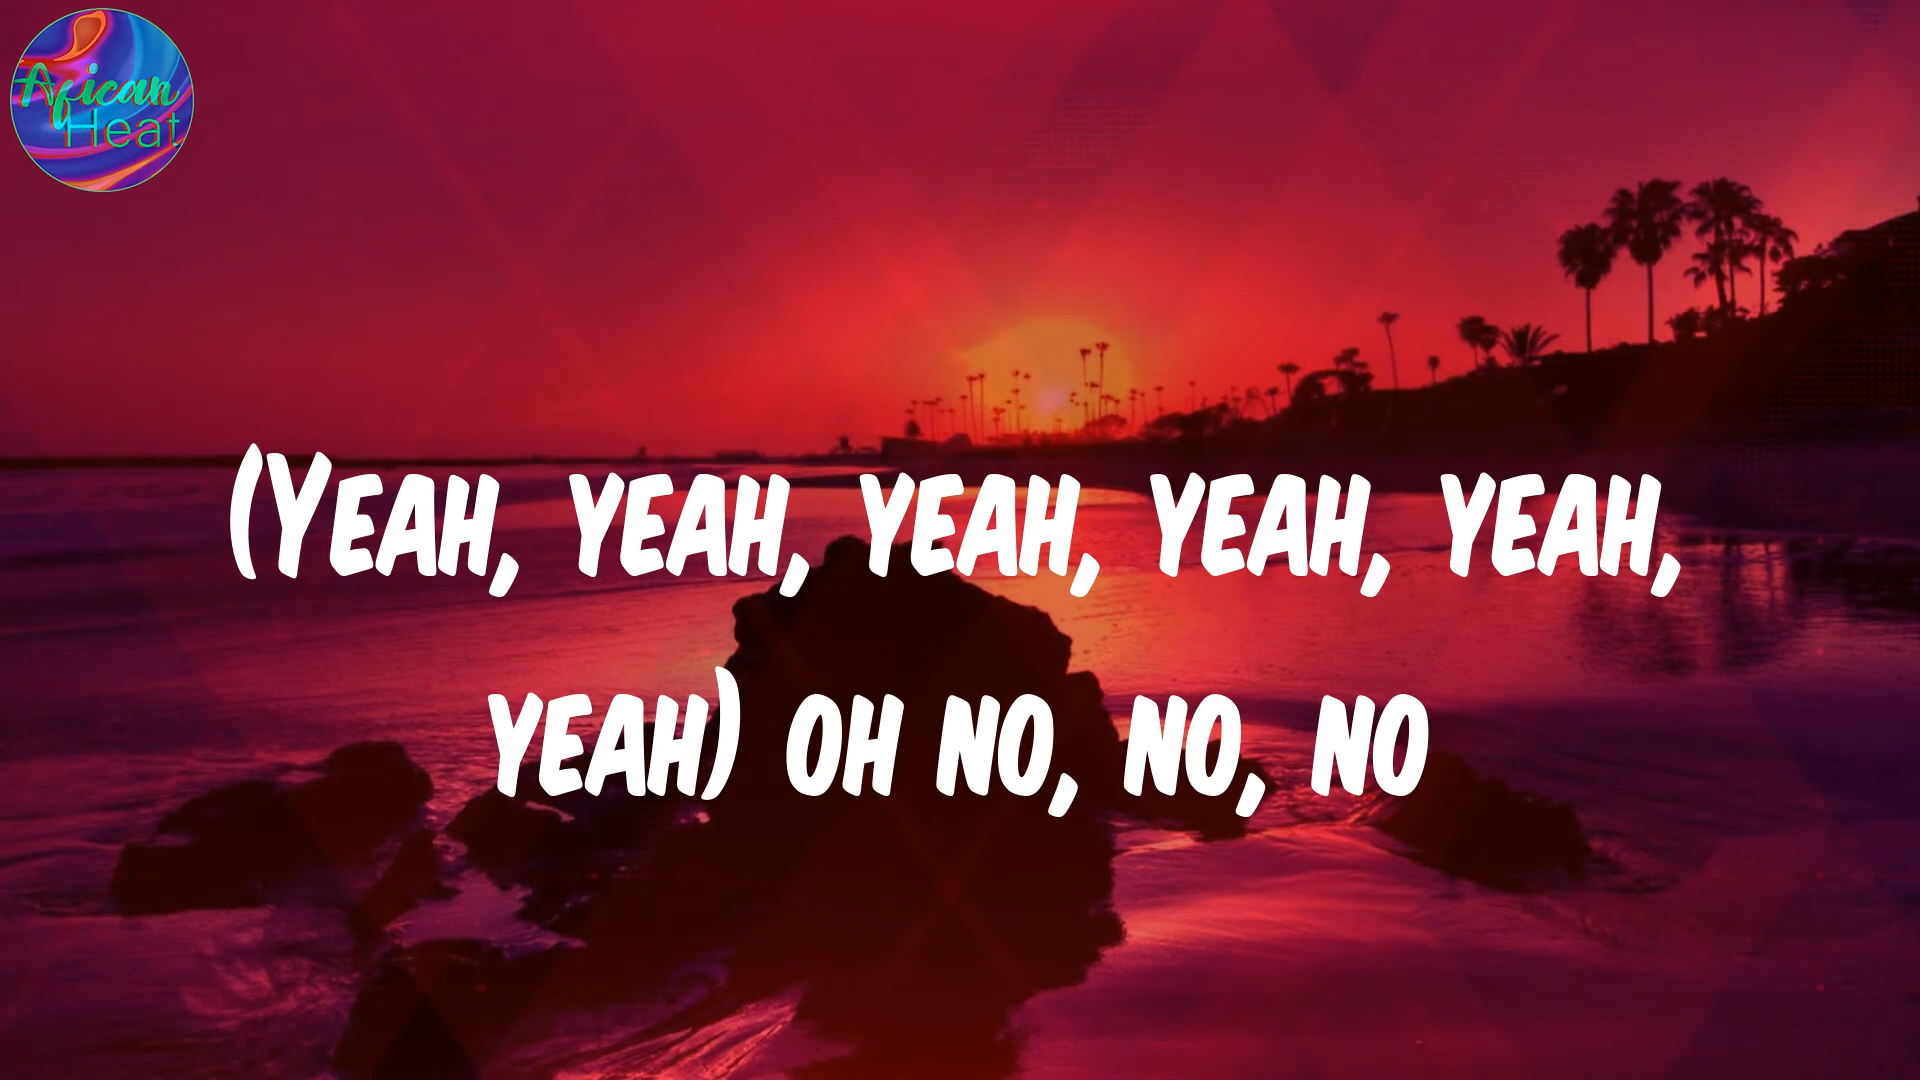 Afican
Heat
(Yeah, yeah, yeah, yeah, yeah,
yeah) oh no, no, no